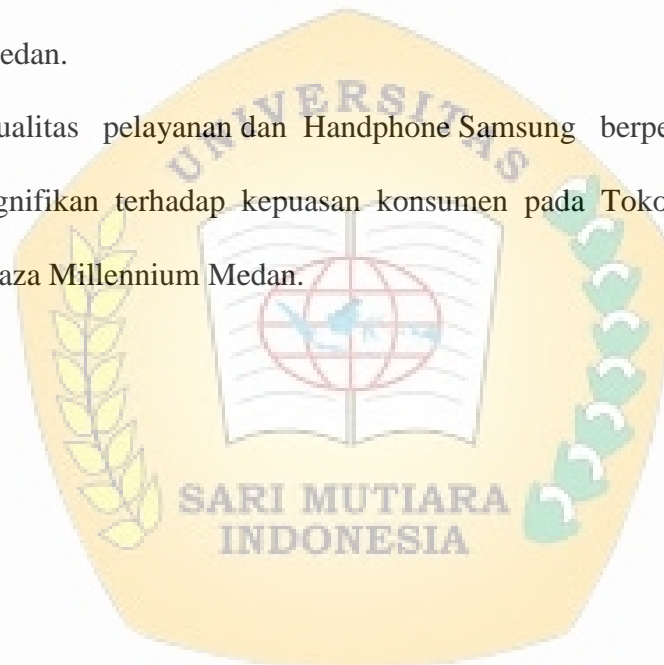 edan.
ualitas pelayanan dan Handphone Samsung berpe
gnifikan terhadap kepuasan konsumen pada Toko
aza Millennium Medan.
UNIVERSITAS
SARI MUTIARA
INDONESIA